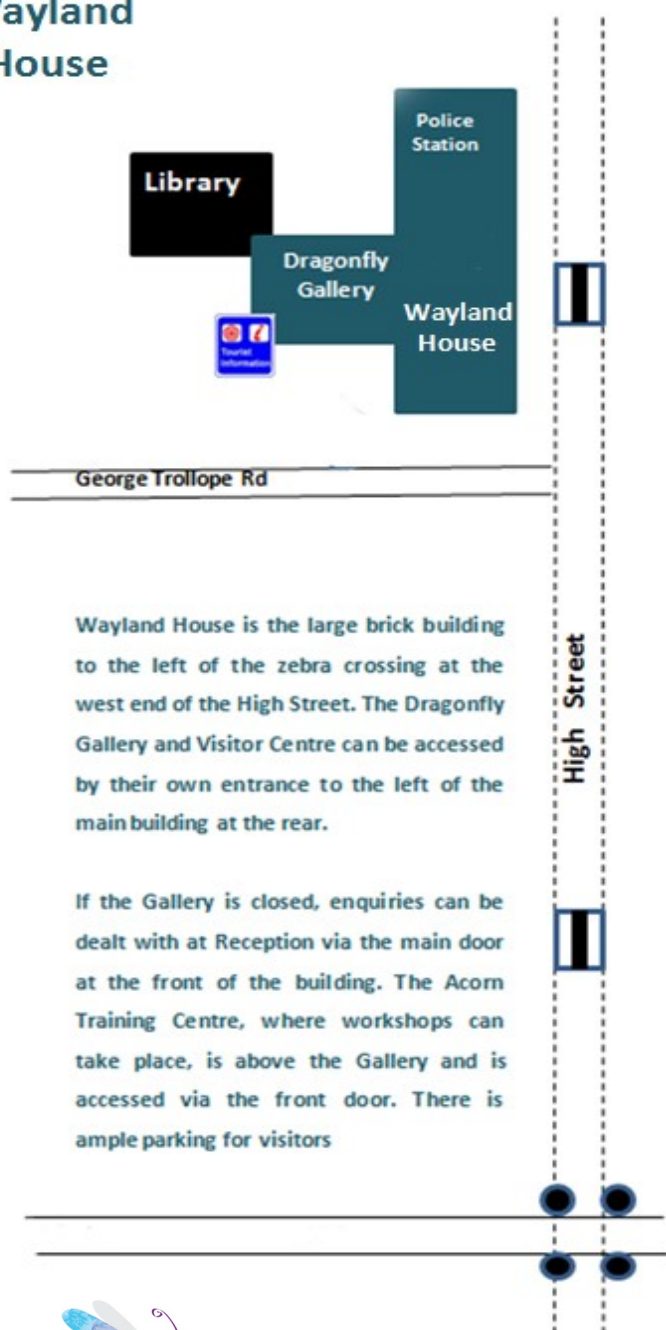 ayland
House
Police
Station
Library
Dragonfly
Gallery
Wayland
House
Tourist
Information
George Trollope Rd
High Street
Wayland House is the large brick building
to the left of the zebra crossing at the
west end of the High Street. The Dragonfly
Gallery and Visitor Centre can be accessed
by their own entrance to the left of the
main building at the rear.
If the Gallery is closed, enquiries can be
dealt with at Reception via the main door
at the front of the building. The Acorn
Training Centre, where workshops can
take place, is above the Gallery and is
accessed via the front door. There is
ample parking for visitors